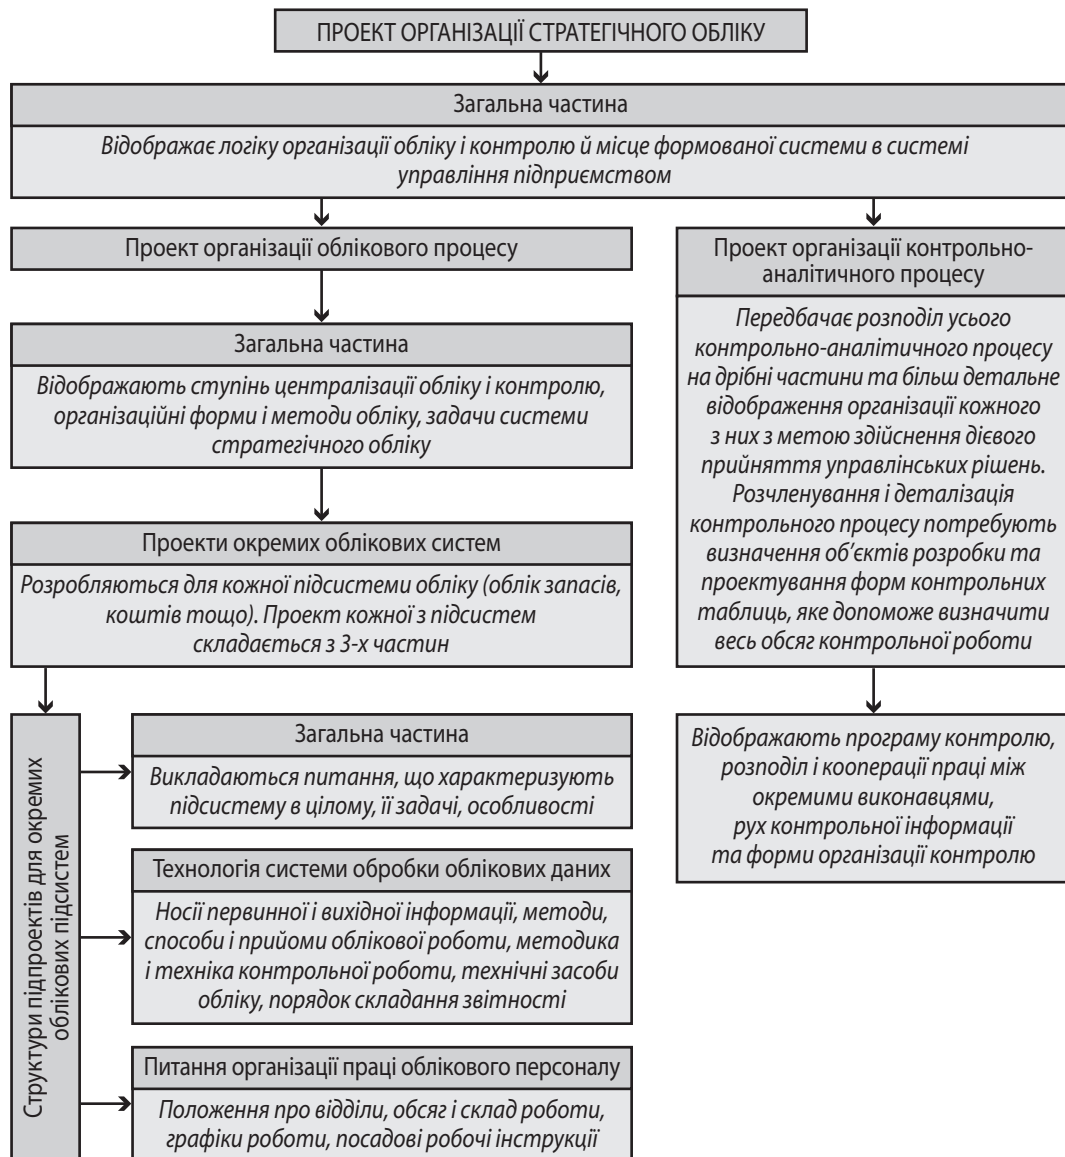 ПРОЕКТ ОРГАНІЗАЦІЇ СТРАТЕГІЧНОГО ОБЛІКУ
Загальна частина
Відображає логіку організації обліку і контролю й місце формованої системи в системі
управління підприємством
Проект організації облікового процесу
Загальна частина
Відображають ступінь централізації обліку і контролю,
організаційні форми і методи обліку, задачи системи
стратегічного обліку
Проекти окремих облікових систем
Розробляються для кожної підсистеми обліку (облік запасів,
коштів тощо). Проект кожної з підсистем
складається з 3-х частин
Структури підпроектів для окремих
облікових підсистем
Загальна частина
Викладаються питання, що характеризують
підсистему в цілому, її задачі, особливості
Технологія системи обробки облікових даних
Носії первинної і вихідної інформації, методи,
способи і прийоми облікової роботи, методика
і техніка контрольної роботи, технічні засоби
обліку, порядок складання звітності
Питання організації праці облікового персоналу
Положення про відділи, обсяг і склад роботи,
графіки роботи, посадові робочі інструкції
Проект організації контрольно-
аналітичного процесу
Передбачає розподіл усього
контрольно-аналітичного процесу
на дрібні частини та більш детальне
відображення організації кожного
з них з метою здійснення дієвого
прийняття управлінських рішень.
Розчленування і деталізація
контрольного процесу потребують
визначення об’єктів розробки та
проектування форм контрольних
таблиць, яке допоможе визначити
весь обсяг контрольної роботи
Відображають програму контролю,
розподіл і кооперації праці між
окремими виконавцями,
рух контрольної інформації
та форми організації контролю